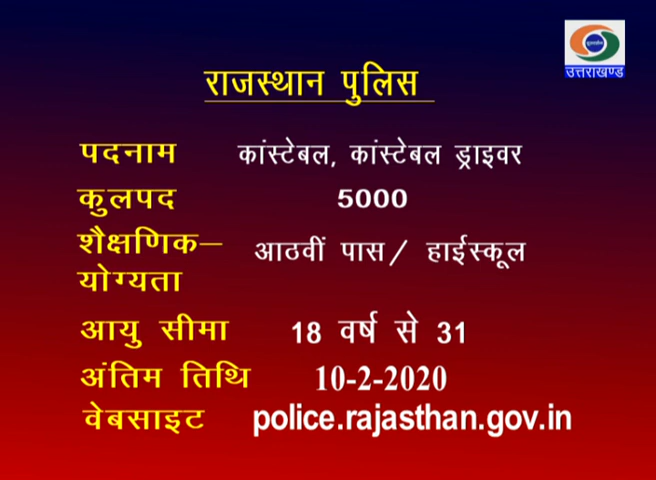 उत्तराखण्ड
राजस्थान पुलिस
पदनाम कांस्टेबल, कांस्टेबल ड्राइवर
कुलपद 5000
शैक्षणिक– आठवीं पास/ हाईस्कूल
योग्यता
आयु सीमा 18 वर्ष से 31
अंतिम तिथि 10-2-2020
वेबसाइट police.rajasthan.gov.in